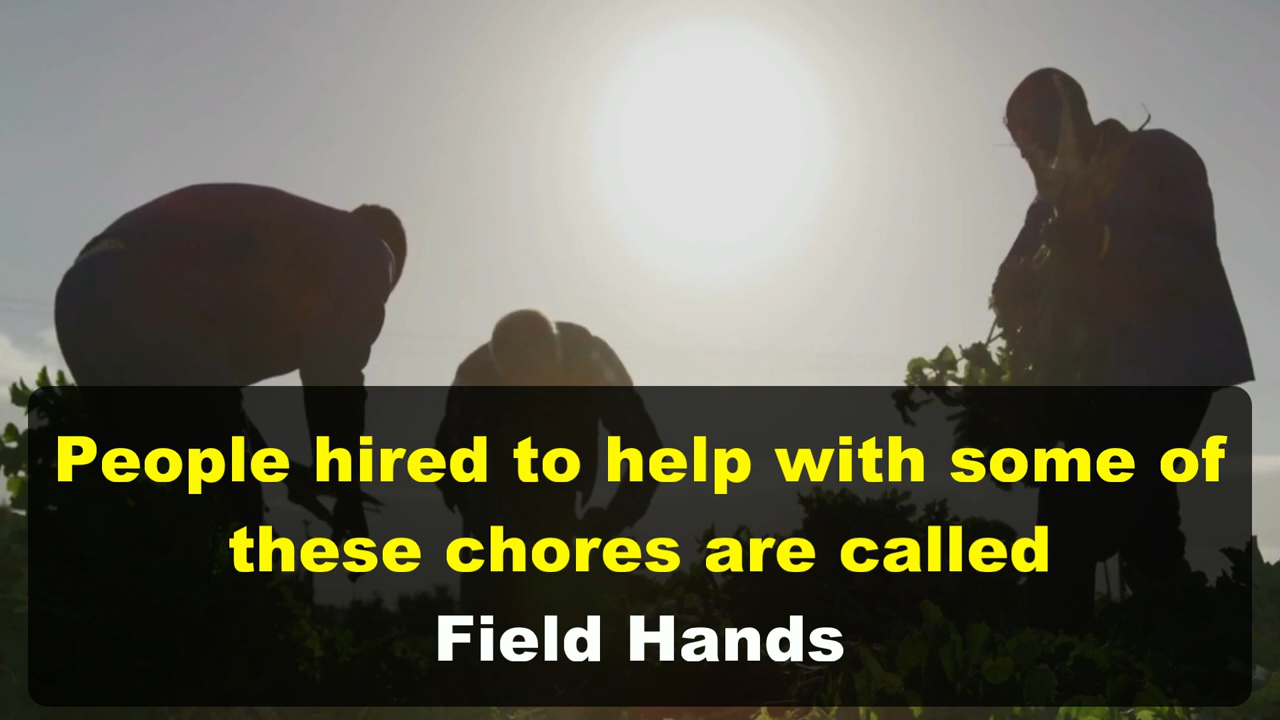 People hired to help with some of
these chores are called
Field Hands